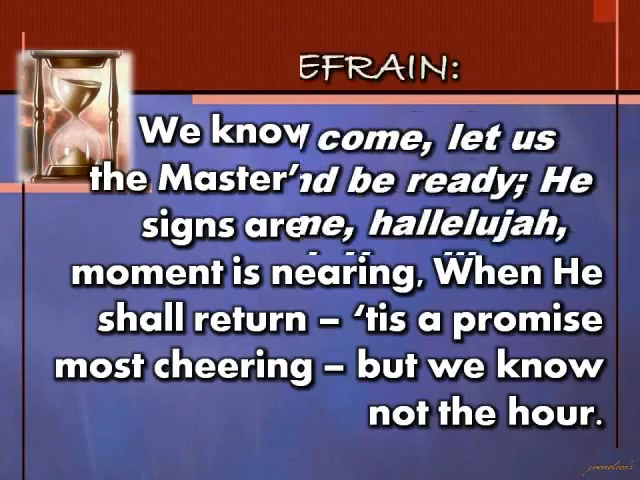 EFRAIN:
We know come, let us
the Master' nd be ready; He
signs are me, hallelujah,
moment is nearing, When He
shall return – ‘tis a promise
most cheering – but we know
not the hour.